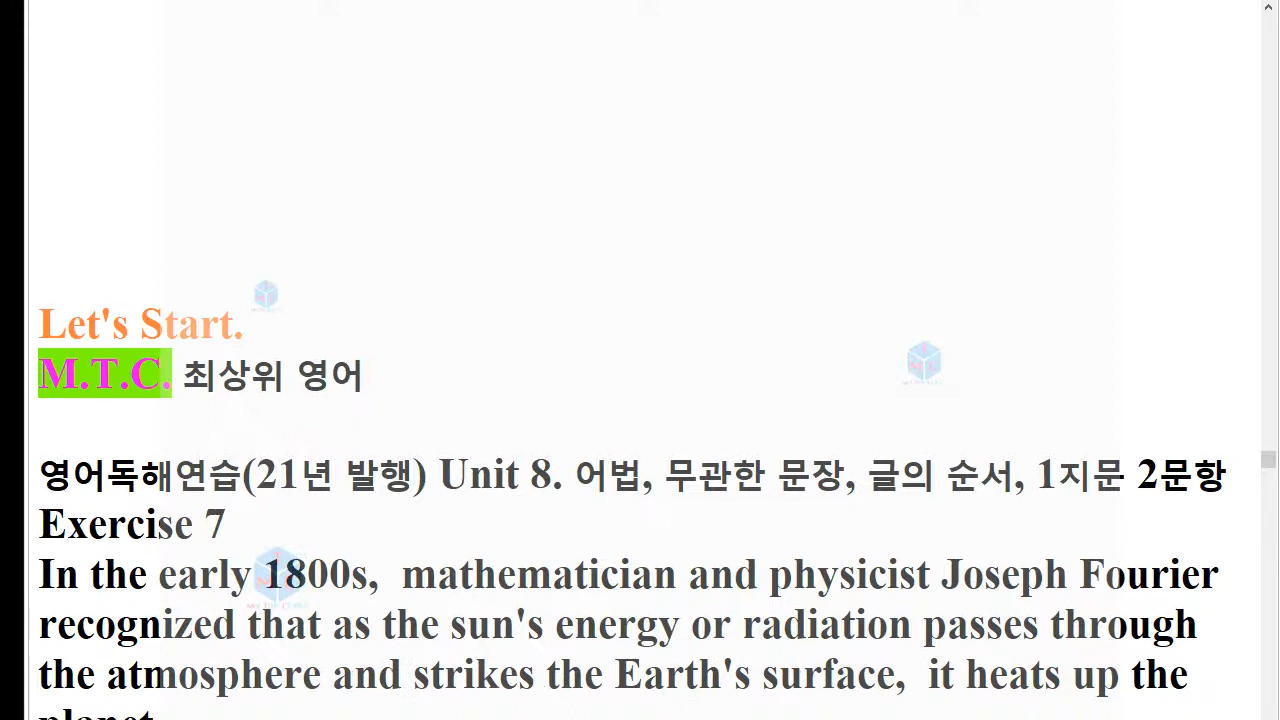 Let's Start.
M.T.C. 최상위 영어
영어독해연습(21년 발행) Unit 8. 어법, 무관한 문장, 글의 순서, 1지문 2문항
Exercise 7
In the early 1800s,  mathematician and physicist Joseph Fourier
recognized that as the sun's energy or radiation passes through
the atmosphere and strikes the Earth's surface,  it heats up the